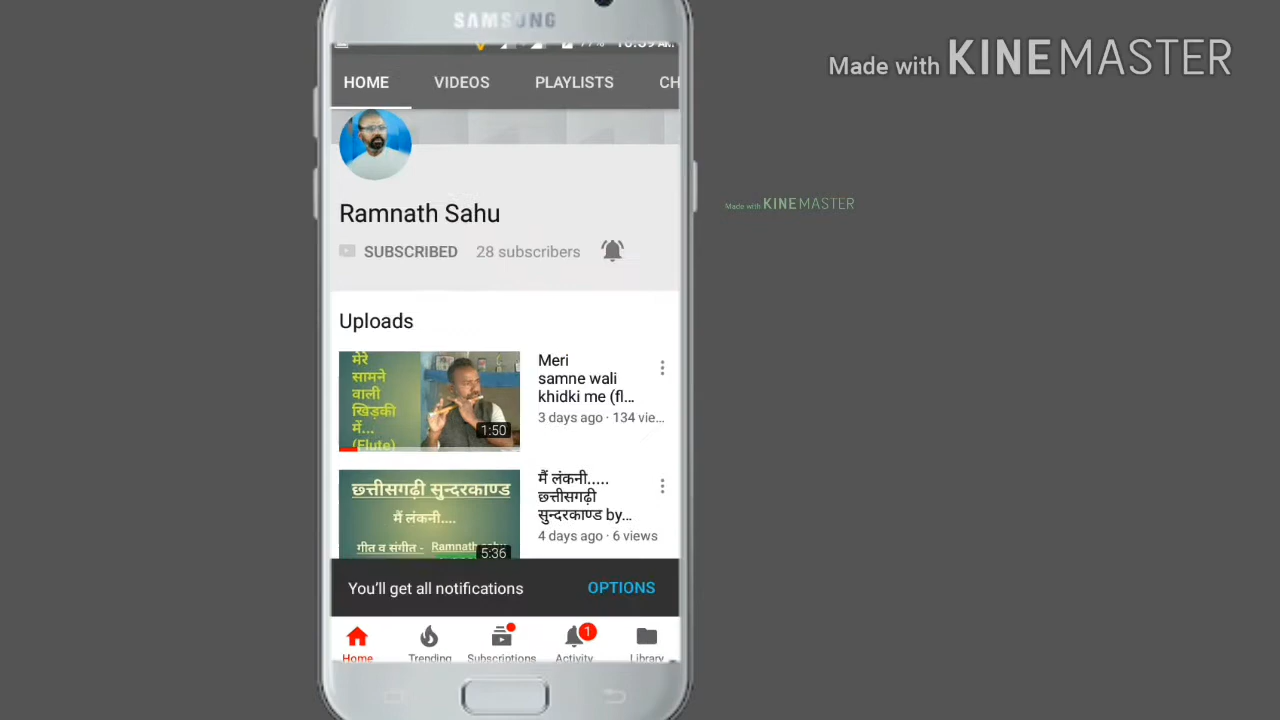 SAMSUNG
Made with KINEMASTER
HOME VIDEOS PLAYLISTS CH
Made with KINEMASTER
Ramnath Sahu
SUBSCRIBED 28 subscribers
Uploads
मेरे
सामने
वाली
खिड़की
में...
(Flute)
1:50
Meri
samne wali
khidki me (fl...
3 days ago · 134 vie...
छत्तीसगढ़ी सुन्दरकाण्ड
मैं लंकनी....
गीत व संगीत - Ramnath sahu
5:36
मैं लंकनी.....
छत्तीसगढ़ी
सुन्दरकाण्ड by...
4 days ago · 6 views
You'll get all notifications OPTIONS
1
Home Trending Subscriptions Activity Library